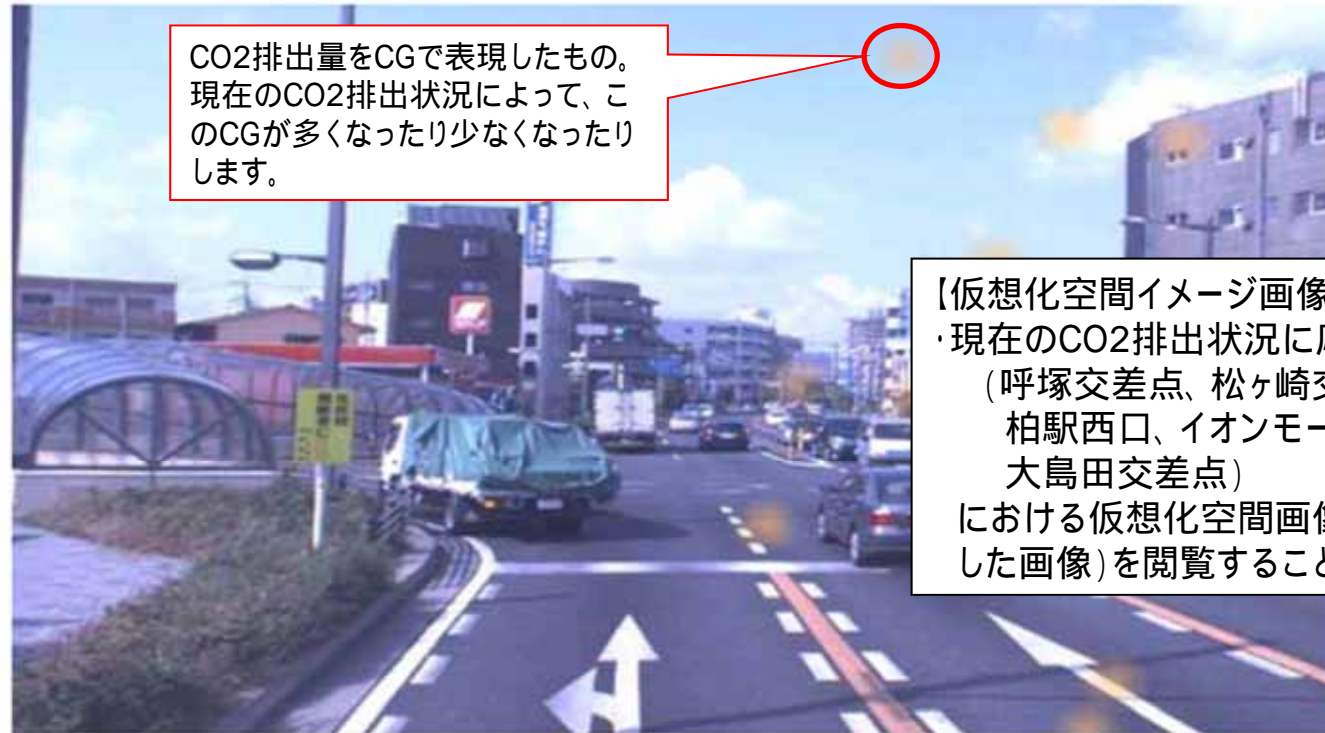 CO2排出量をCGで表現したもの。
現在のCO2排出状況によって、こ
のCGが多くなったり少なくなったり
します。
【仮想化空間イメージ画像
・現在のCO2排出状況に
(呼塚交差点、松ヶ崎交
柏駅西口、イオンモー
大島田交差点)
における仮想化空間画像
した画像)を閲覧すること